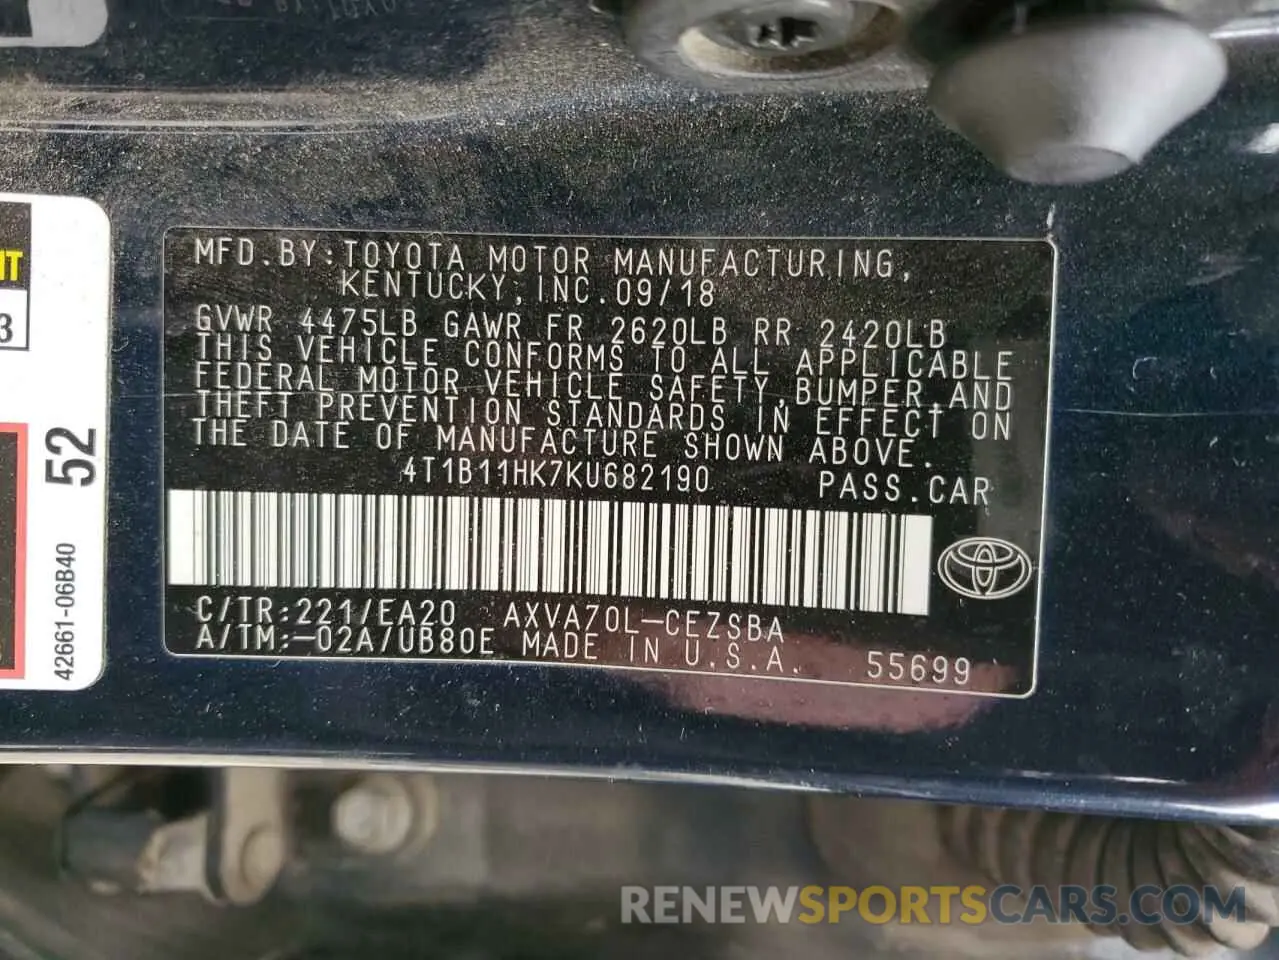 MFD.BY:TOYOTA MOTOR MANUFACTURING,
KENTUCKY,INC.09/18
GVWR 4475LB GAWR FR 2620LB RR 2420LB
THIS VEHICLE CONFORMS TO ALL APPLICABLE
FEDERAL MOTOR VEHICLE SAFETY,BUMPER,AND
THEFT PREVENTION STANDARDS IN EFFECT ON
THE DATE OF MANUFACTURE SHOWN ABOVE.
4T1B11HK7KU682190 PASS.CAR
C/TR:221/EA20 AXVA70L-CEZSBA
A/TM:-02A/UB80E MADE IN U.S.A. 55699
52
42661-06B40
3
RENEWSPORTSCARS.COM